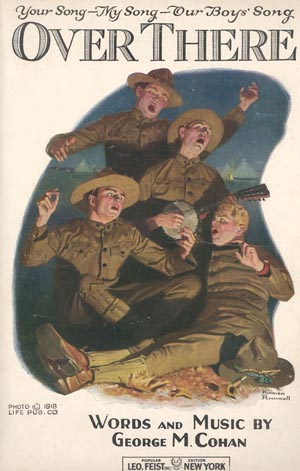 Your Song–My Song–Our Boys' Song
OVER THERE
Norman
Rockwell
PHOTO © 1918
LIFE PUB. CO
WORDS AND MUSIC BY
GEORGE M. COHAN
POPULAR EDITION
LEO. FEIST INC. NEW YORK